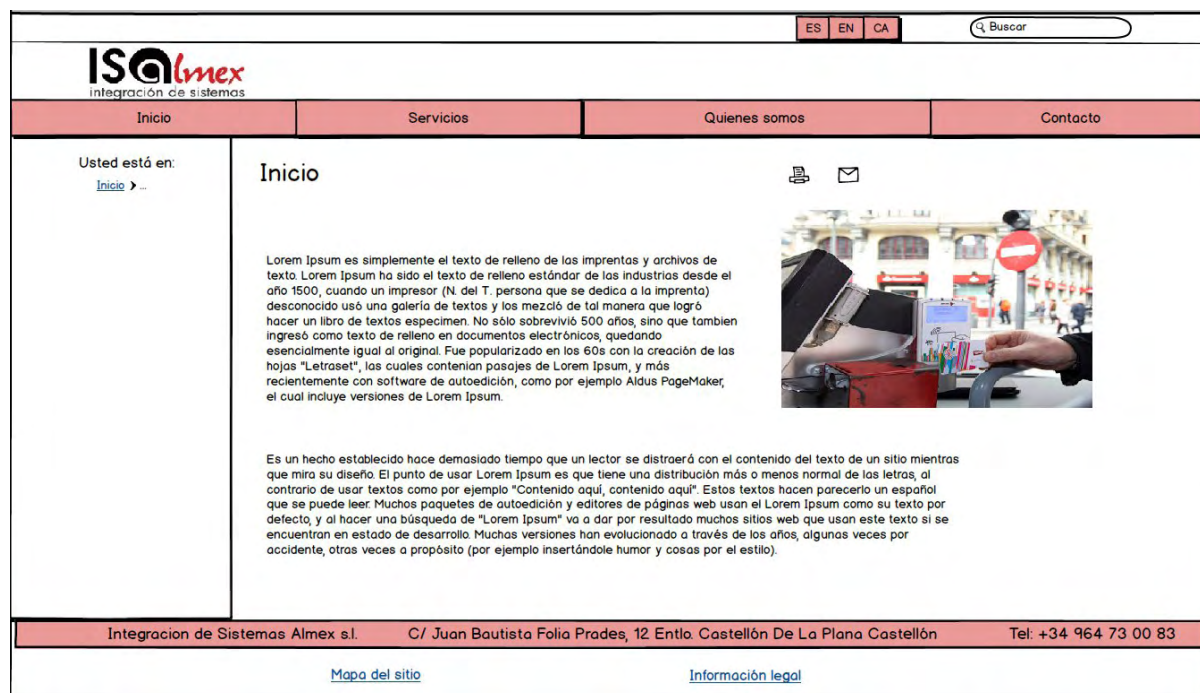 ES EN CA
Buscar
ISa lmex
integración de sistemas
Inicio Servicios Quienes somos Contacto
Usted está en:
Inicio > ...
Inicio
Lorem Ipsum es simplemente el texto de relleno de las imprentas y archivos de
texto. Lorem Ipsum ha sido el texto de relleno estándar de las industrias desde el
año 1500, cuando un impresor (N. del T. persona que se dedica a la imprenta)
desconocido usó una galería de textos y los mezcló de tal manera que logró
hacer un libro de textos especimen. No sólo sobrevivió 500 años, sino que tambien
ingresó como texto de relleno en documentos electrónicos, quedando
esencialmente igual al original. Fue popularizado en los 60s con la creación de las
hojas "Letraset", las cuales contenian pasajes de Lorem Ipsum, y más
recientemente con software de autoedición, como por ejemplo Aldus PageMaker,
el cual incluye versiones de Lorem Ipsum.
Es un hecho establecido hace demasiado tiempo que un lector se distraerá con el contenido del texto de un sitio mientras
que mira su diseño. El punto de usar Lorem Ipsum es que tiene una distribución más o menos normal de las letras, al
contrario de usar textos como por ejemplo "Contenido aquí, contenido aquí". Estos textos hacen parecerlo un español
que se puede leer. Muchos paquetes de autoedición y editores de páginas web usan el Lorem Ipsum como su texto por
defecto, y al hacer una búsqueda de "Lorem Ipsum" va a dar por resultado muchos sitios web que usan este texto si se
encuentran en estado de desarrollo. Muchas versiones han evolucionado a través de los años, algunas veces por
accidente, otras veces a propósito (por ejemplo insertándole humor y cosas por el estilo).
Integracion de Sistemas Almex s.l. C/ Juan Bautista Folia Prades, 12 Entlo. Castellón De La Plana Castellón Tel: +34 964 73 00 83
Mapa del sitio Información legal